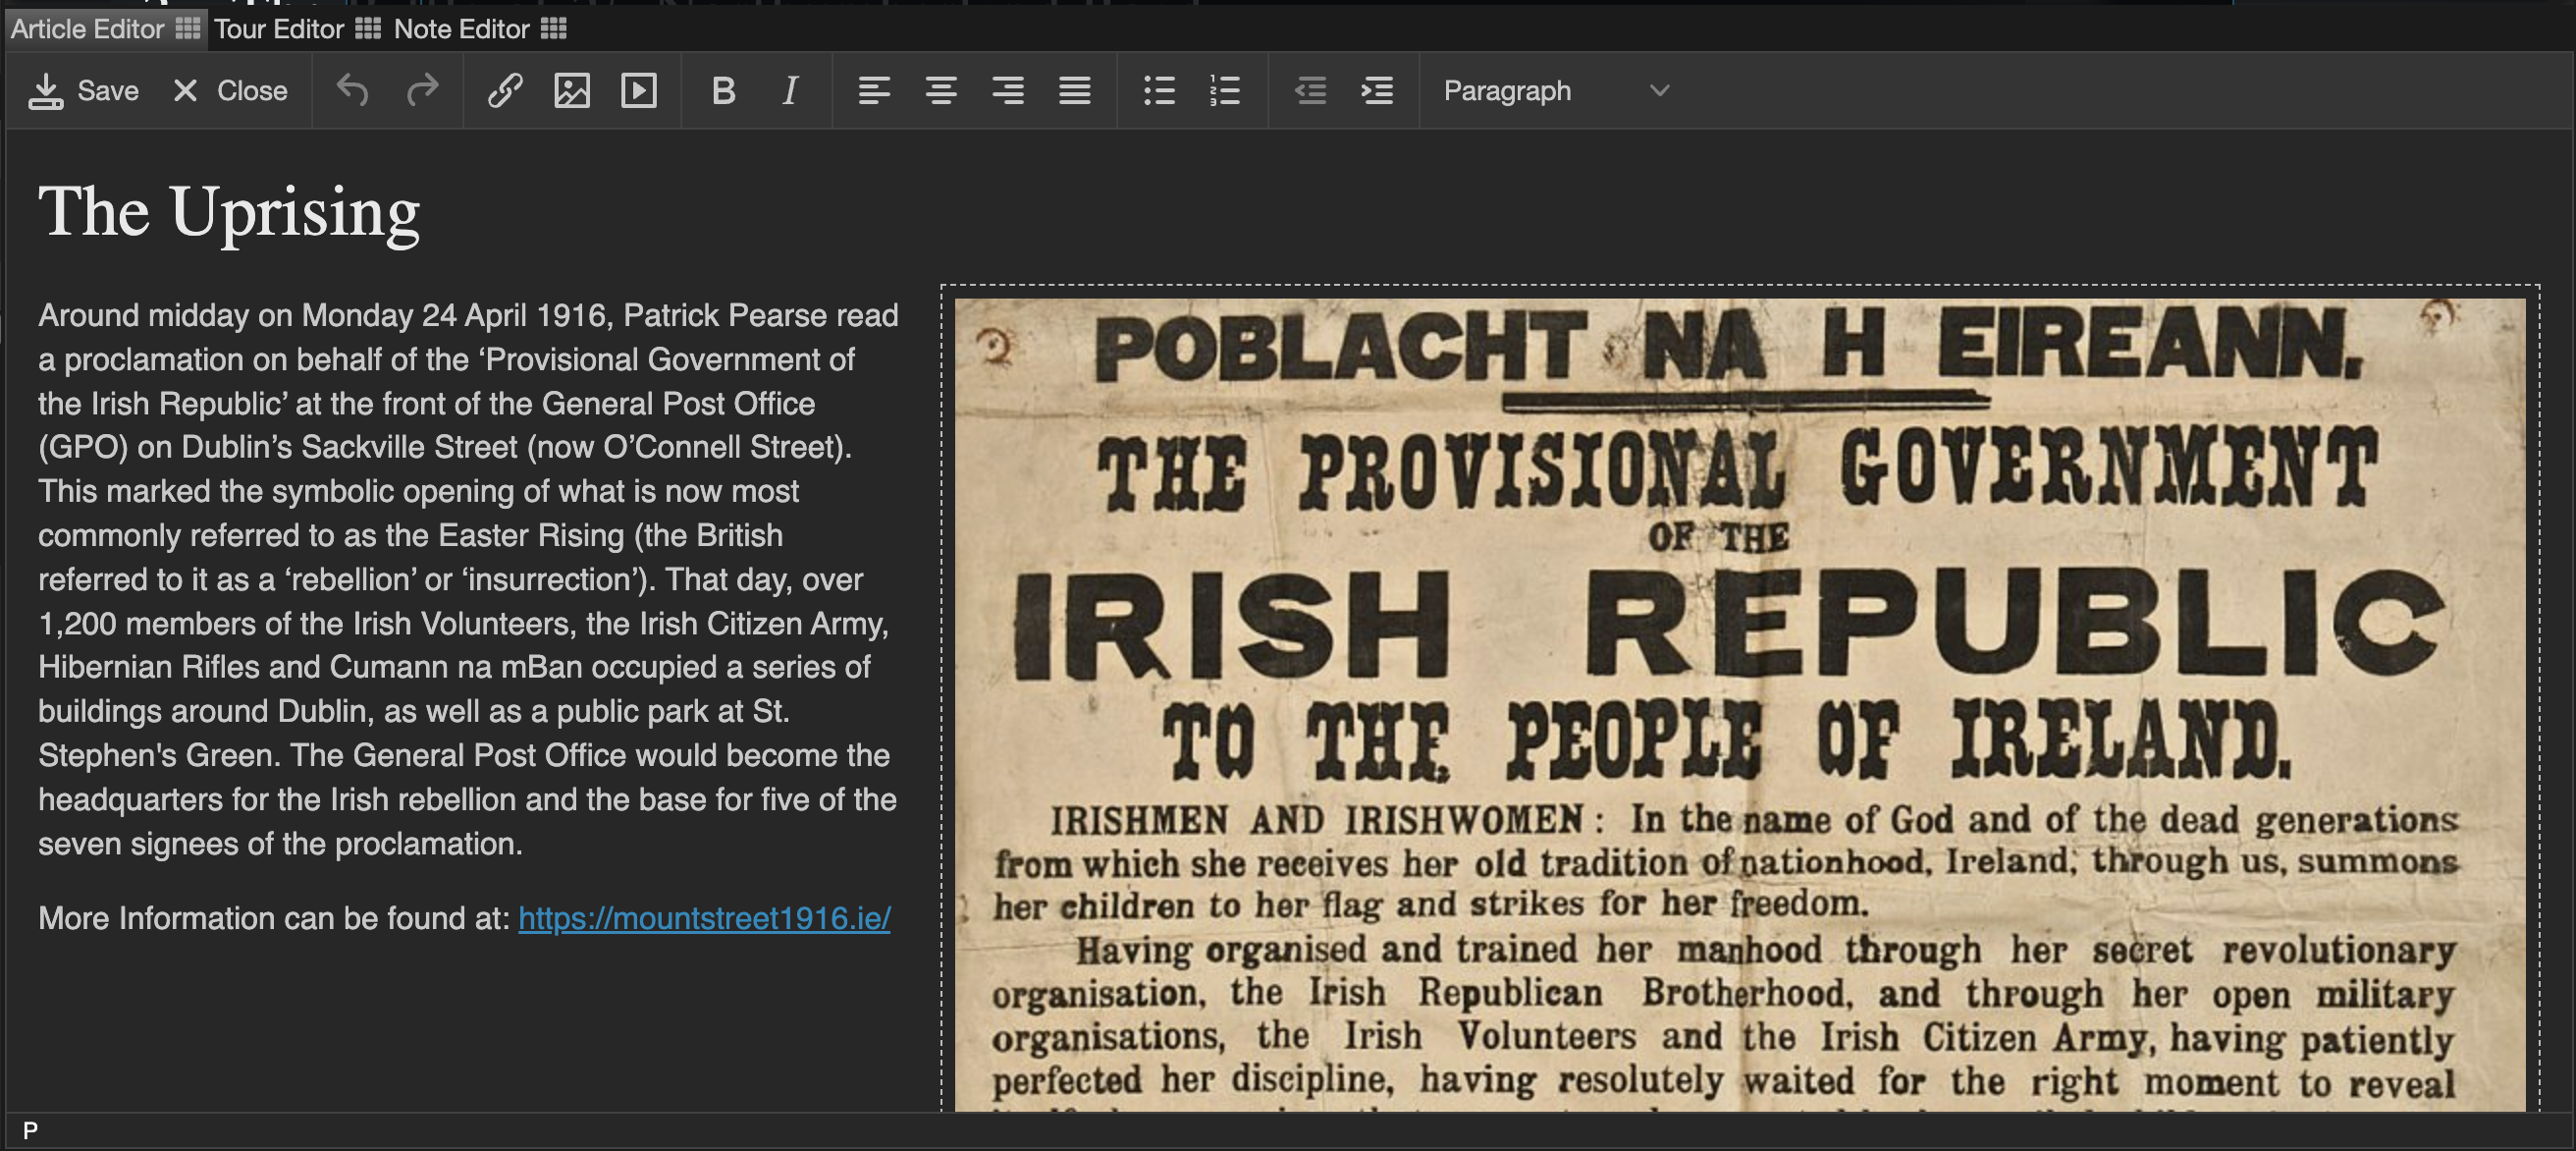 Article Editor Tour Editor Note Editor
Save Close B I Paragraph
The Uprising
Around midday on Monday 24 April 1916, Patrick Pearse read
a proclamation on behalf of the ‘Provisional Government of
the Irish Republic’ at the front of the General Post Office
(GPO) on Dublin’s Sackville Street (now O’Connell Street).
This marked the symbolic opening of what is now most
commonly referred to as the Easter Rising (the British
referred to it as a ‘rebellion’ or ‘insurrection’). That day, over
1,200 members of the Irish Volunteers, the Irish Citizen Army,
Hibernian Rifles and Cumann na mBan occupied a series of
buildings around Dublin, as well as a public park at St.
Stephen's Green. The General Post Office would become the
headquarters for the Irish rebellion and the base for five of the
seven signees of the proclamation.
More Information can be found at: https://mountstreet1916.ie/
POBLACHT NA H EIREANN.
THE PROVISIONAL GOVERNMENT
OF THE
IRISH REPUBLIC
TO THE PEOPLE OF IRELAND.
IRISHMEN AND IRISHWOMEN : In the name of God and of the dead generations
from which she receives her old tradition of nationhood, Ireland, through us, summons
her children to her flag and strikes for her freedom.
Having organised and trained her manhood through her secret revolutionary
organisation, the Irish Republican Brotherhood, and through her open military
organisations, the Irish Volunteers and the Irish Citizen Army, having patiently
perfected her discipline, having resolutely waited for the right moment to reveal
P